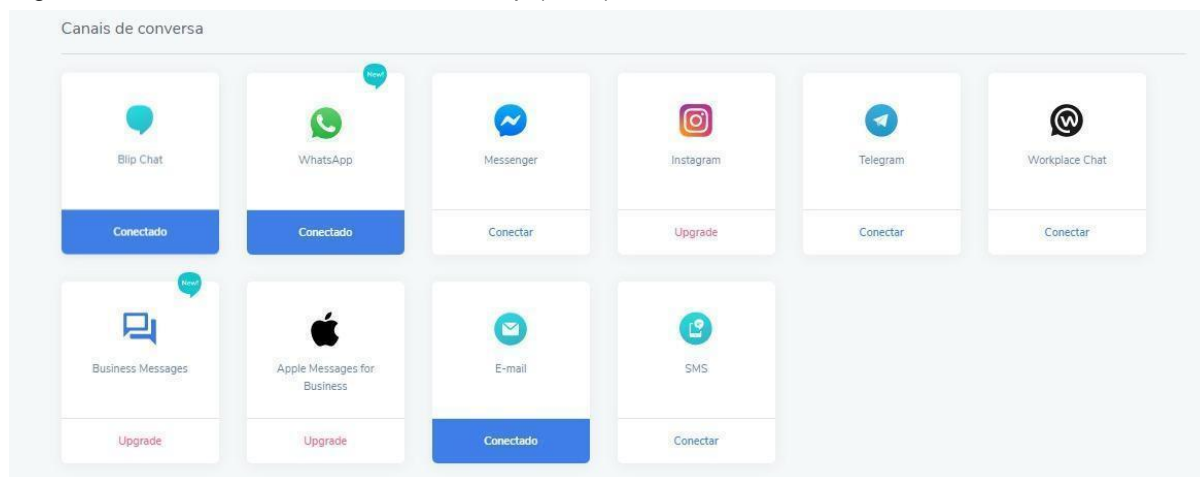 Canais de conversa
New!
Blip Chat
WhatsApp
Messenger
Instagram
Telegram
Workplace Chat
Conectado
Conectado
Conectar
Upgrade
Conectar
Conectar
New!
Business Messages
Apple Messages for
Business
E-mail
SMS
Upgrade
Upgrade
Conectado
Conectar